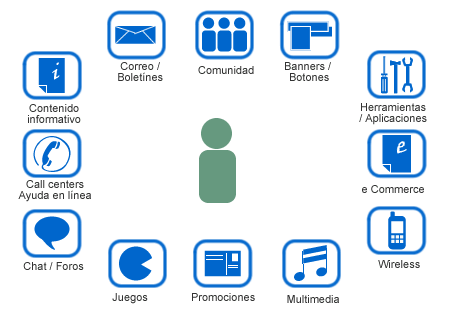 Correo /
Boletínes
Comunidad
Banners /
Botones
Contenido
informativo
Herramientas
/ Aplicaciones
Call centers
Ayuda en línea
e Commerce
Chat / Foros
Wireless
Juegos
Promociones
Multimedia